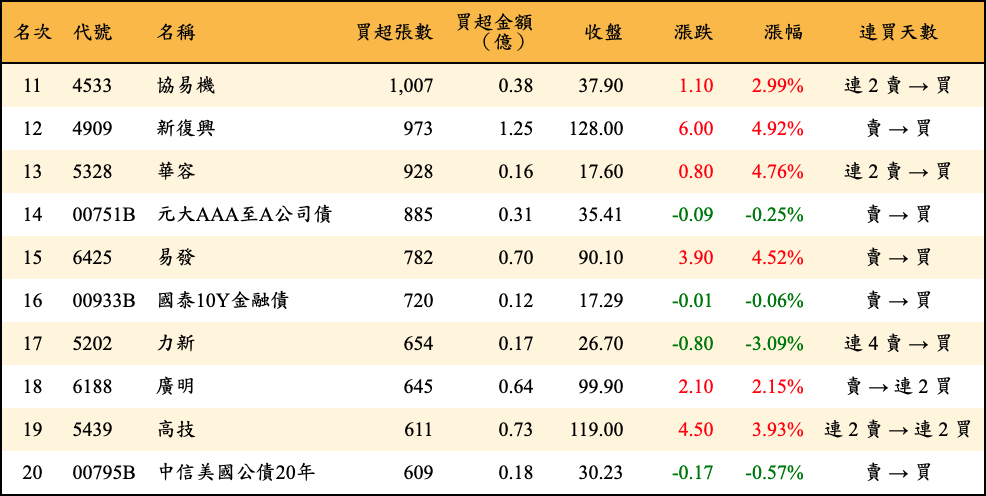 名次 代號 名稱 買超張數 買超金額（億） 收盤 漲跌 漲幅 連買天數
11 4533 協易機 1,007 0.38 37.90 1.10 2.99% 連 2 賣 → 買
12 4909 新復興 973 1.25 128.00 6.00 4.92% 賣 → 買
13 5328 華容 928 0.16 17.60 0.80 4.76% 連 2 賣 → 買
14 00751B 元大AAA至A公司債 885 0.31 35.41 -0.09 -0.25% 賣 → 買
15 6425 易發 782 0.70 90.10 3.90 4.52% 賣 → 買
16 00933B 國泰10Y金融債 720 0.12 17.29 -0.01 -0.06% 賣 → 買
17 5202 力新 654 0.17 26.70 -0.80 -3.09% 連 4 賣 → 買
18 6188 廣明 645 0.64 99.90 2.10 2.15% 賣 → 連 2 買
19 5439 高技 611 0.73 119.00 4.50 3.93% 連 2 賣 → 連 2 買
20 00795B 中信美國公債20年 609 0.18 30.23 -0.17 -0.57% 賣 → 買